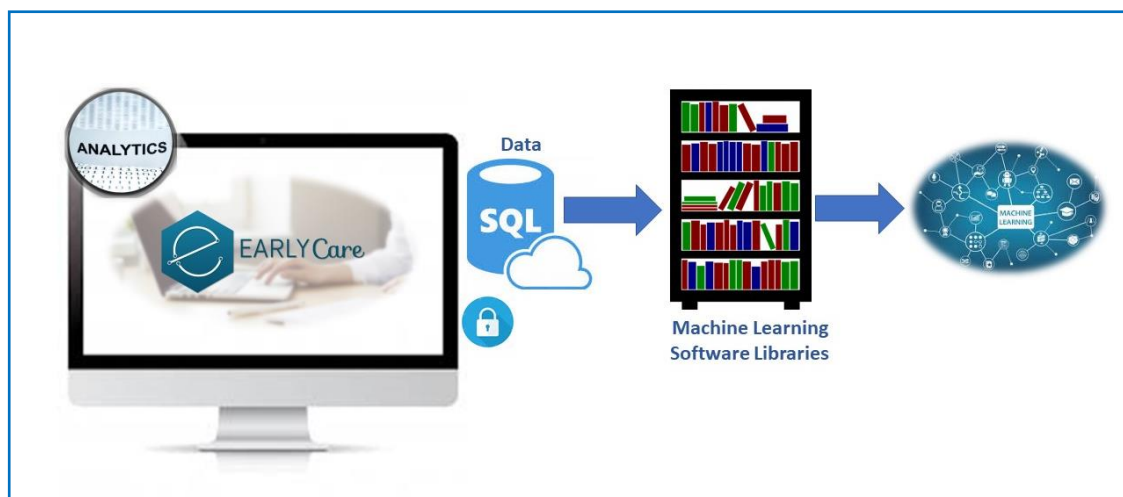 ANALYTICS
EARLYCare
Data
SQL
Machine Learning
Software Libraries
MACHINE
LEARNING